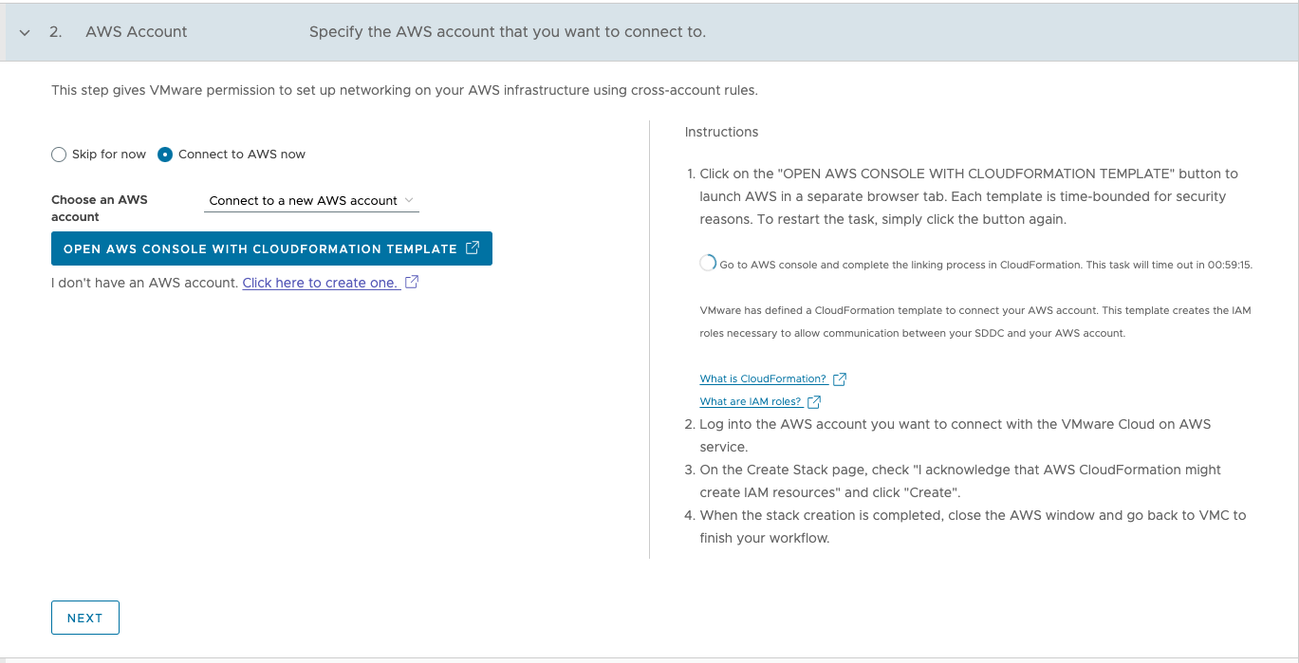 2. AWS Account Specify the AWS account that you want to connect to.
This step gives VMware permission to set up networking on your AWS infrastructure using cross-account rules.
Skip for now Connect to AWS now
Choose an AWS
account
Connect to a new AWS account
OPEN AWS CONSOLE WITH CLOUDFORMATION TEMPLATE
I don't have an AWS account. Click here to create one.
Instructions
1. Click on the "OPEN AWS CONSOLE WITH CLOUDFORMATION TEMPLATE" button to
launch AWS in a separate browser tab. Each template is time-bounded for security
reasons. To restart the task, simply click the button again.
Go to AWS console and complete the linking process in CloudFormation. This task will time out in 00:59:15.
VMware has defined a CloudFormation template to connect your AWS account. This template creates the IAM
roles necessary to allow communication between your SDDC and your AWS account.
What is CloudFormation?
What are IAM roles?
2. Log into the AWS account you want to connect with the VMware Cloud on AWS
service.
3. On the Create Stack page, check "I acknowledge that AWS CloudFormation might
create IAM resources" and click "Create".
4. When the stack creation is completed, close the AWS window and go back to VMC to
finish your workflow.
NEXT